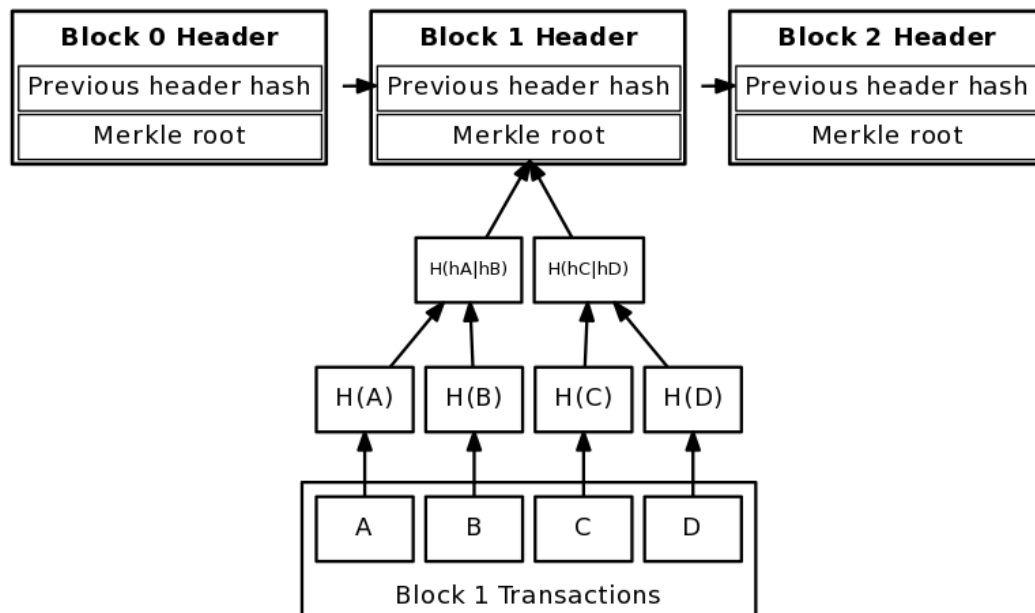 Block 0 Header
Previous header hash
Merkle root
Block 1 Header
Previous header hash
Merkle root
Block 2 Header
Previous header hash
Merkle root
H(hA|hB)
H(hC|hD)
H(A)
H(B)
H(C)
H(D)
A
B
C
D
Block 1 Transactions